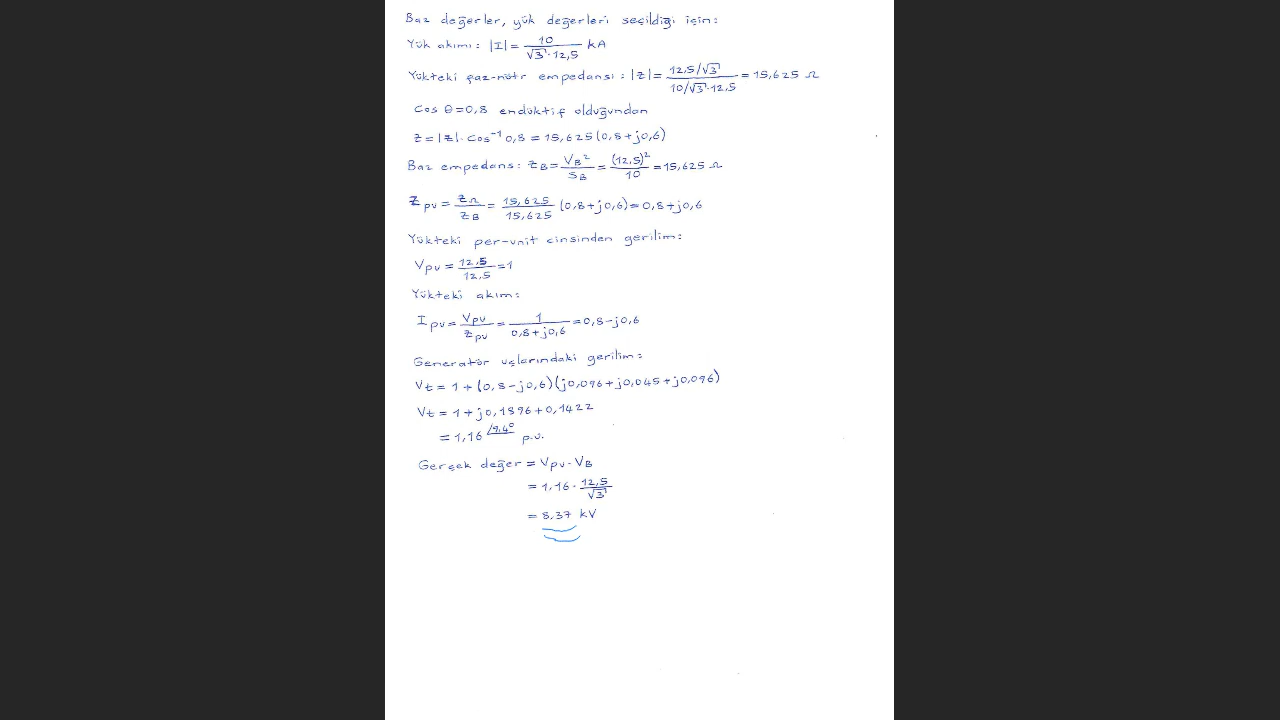 Baz değerler, yük değerleri seçildiği için:
Yük akımı: |I| = 10/√3·12,5 kA
Yükteki faz-nötr empedansı: |Z| = 12,5/√3 / 10/√3·12,5 = 15,625 Ω
Cos θ=0,8 endüktif olduğundan
Z = |Z|·Cos⁻¹ 0,8 = 15,625(0,8+j0,6)
Baz empedans: Z_B = V_B²/S_B = (12,5)²/10 = 15,625 Ω
Z_pu = Z_Ω/Z_B = 15,625/15,625 (0,8+j0,6) = 0,8+j0,6
Yükteki per-unit cinsinden gerilim:
V_pu = 12,5/12,5 = 1
Yükteki akım:
I_pu = V_pu/Z_pu = 1/0,8+j0,6 = 0,8-j0,6
Generatör uçlarındaki gerilim:
Vt = 1+(0,8-j0,6)(j0,096+j0,045+j0,096)
Vt = 1+j0,1896+0,1422
= 1,16 /9.4° p.u.
Gerçek değer = V_pu·V_B
= 1,16·12,5/√3
= 8,37 kV